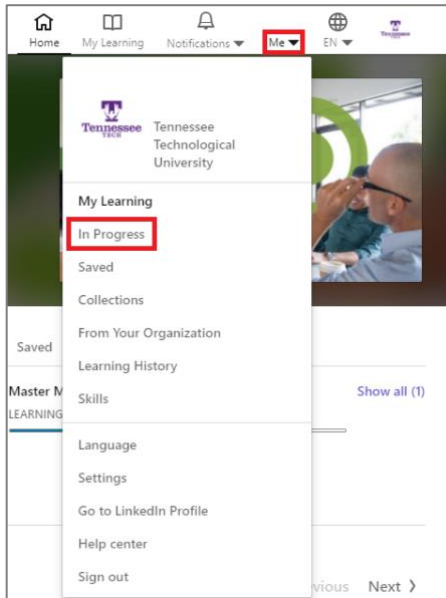 Home My Learning Notifications Me EN Tennessee
Tennessee
TECH
Tennessee
Technological
University
My Learning
In Progress
Saved
Collections
From Your Organization
Learning History
Skills
Saved
Master M
LEARNING
Show all (1)
Language
Settings
Go to LinkedIn Profile
Help center
Sign out
vious Next